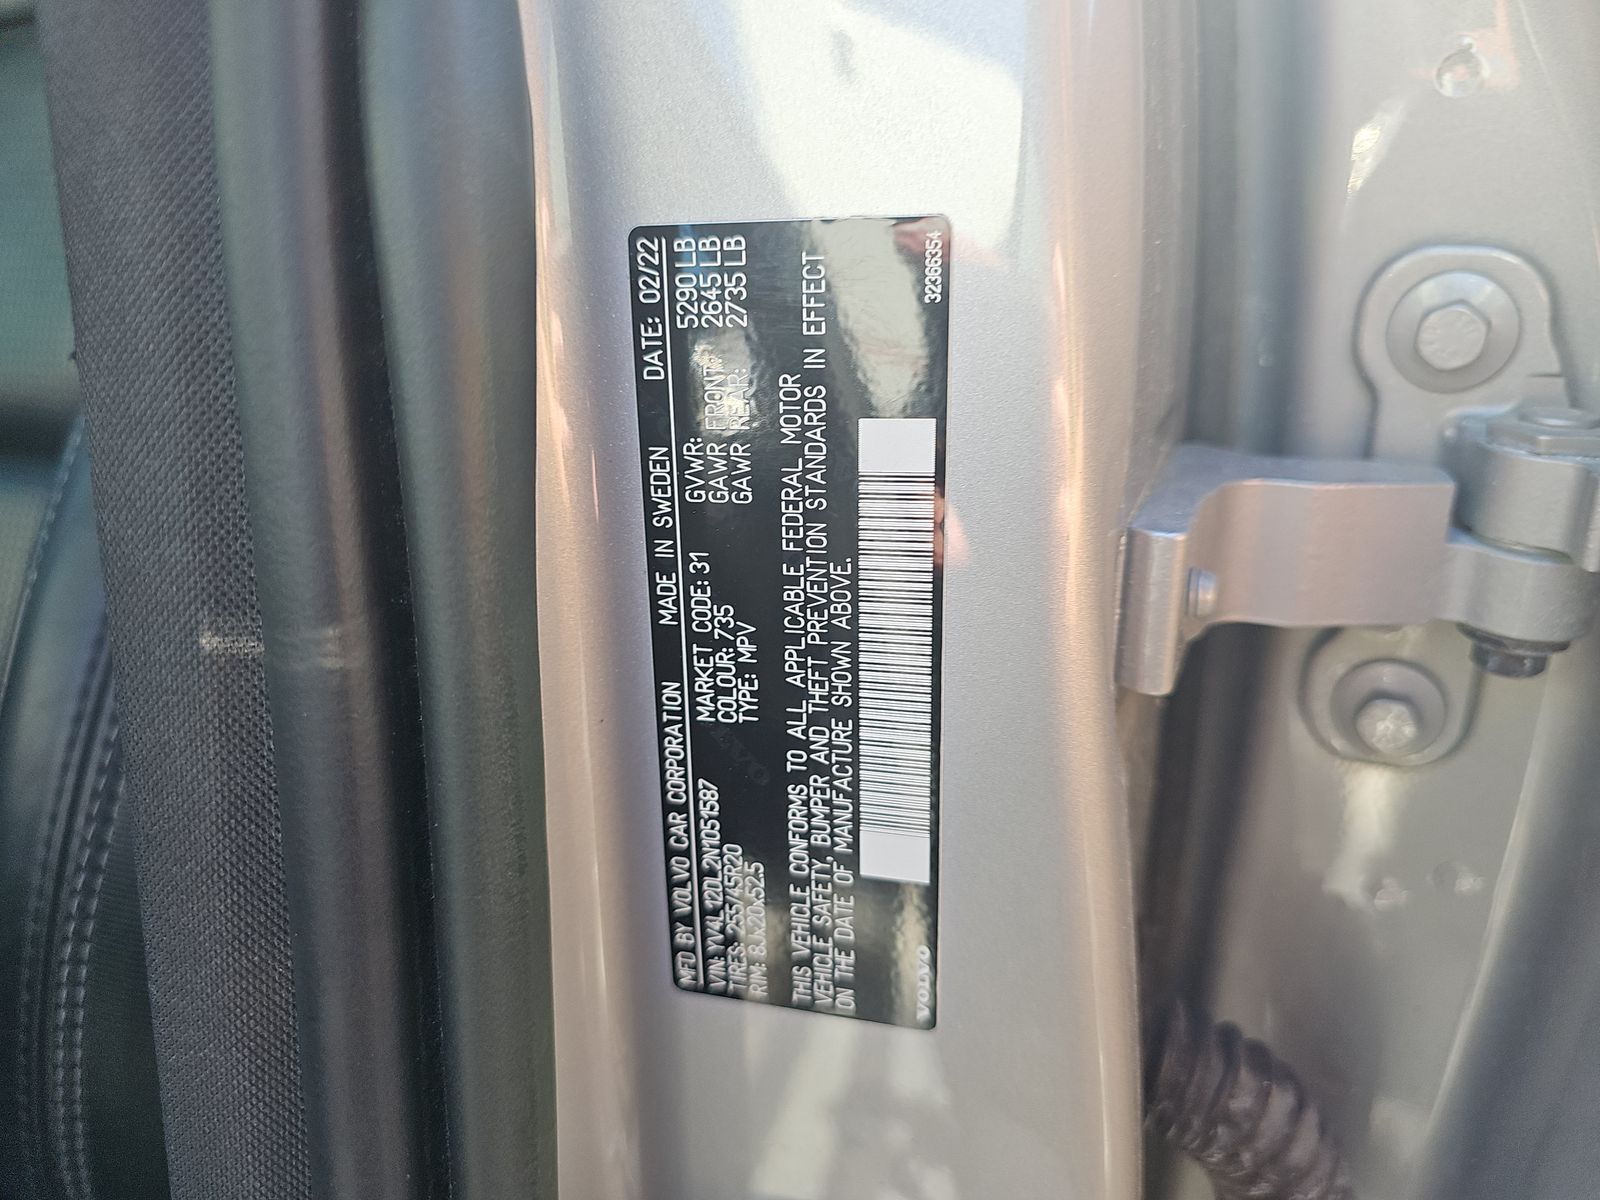 MFD BY VOLVO CAR CORPORATION MADE IN SWEDEN DATE: 02/22
VIN: YV4L12DL2N1051587 MARKET CODE: 31 GVWR: 5290 LB
TIRES: 255/45R20 COLOUR: 735 GAWR FRONT: 2645 LB
RIM: 8Jx20x52.5 TYPE: MPV GAWR REAR: 2735 LB
VOLVO
THIS VEHICLE CONFORMS TO ALL APPLICABLE FEDERAL MOTOR
VEHICLE SAFETY, BUMPER AND THEFT PREVENTION STANDARDS IN EFFECT
ON THE DATE OF MANUFACTURE SHOWN ABOVE.
VOLVO 32366354